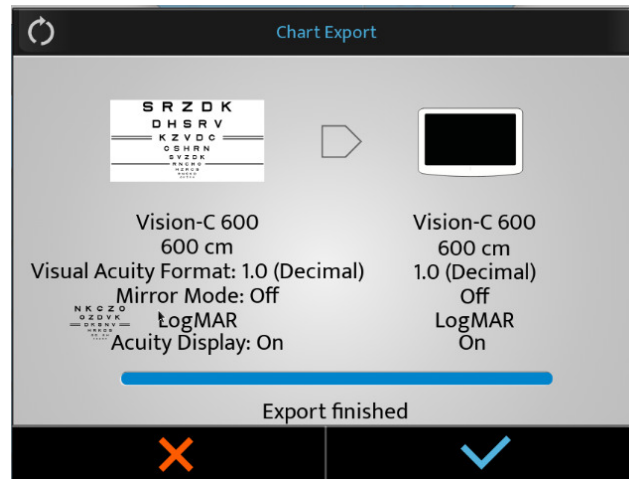 Chart Export
S R Z D K
D H S R V
K Z V D C
C S H R N
S V Z D K
Vision-C 600
600 cm
Visual Acuity Format: 1.0 (Decimal)
Mirror Mode: Off
LogMAR
Acuity Display: On
Vision-C 600
600 cm
1.0 (Decimal)
Off
LogMAR
On
N K C Z O
O Z D V K
D K S N V
Export finished